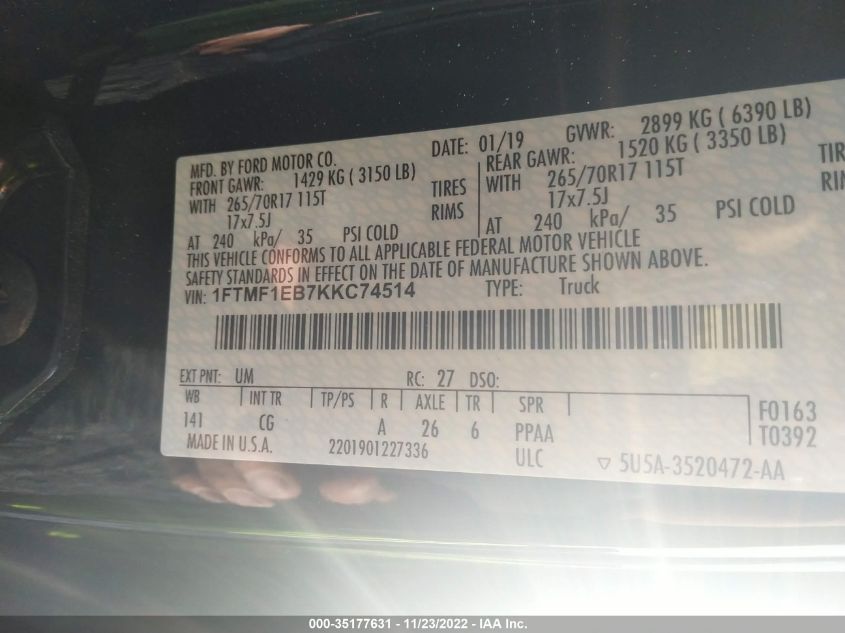 MFD. BY FORD MOTOR CO. DATE: 01/19 GVWR: 2899 KG ( 6390 LB)
FRONT GAWR: 1429 KG ( 3150 LB) REAR GAWR: 1520 KG ( 3350 LB)
WITH 265/70R17 115T TIRES WITH 265/70R17 115T
17x7.5J RIMS 17x7.5J
AT 240 kPa/ 35 PSI COLD AT 240 kPa/ 35 PSI COLD
THIS VEHICLE CONFORMS TO ALL APPLICABLE FEDERAL MOTOR VEHICLE
SAFETY STANDARDS IN EFFECT ON THE DATE OF MANUFACTURE SHOWN ABOVE.
VIN: 1FTMF1EB7KKC74514 TYPE: Truck
EXT PNT: UM RC: 27 DSO:
WB INT TR TP/PS R AXLE TR SPR
141 CG A 26 6 PPAA
F0163
T0392
MADE IN U.S.A. 2201901227336 ULC ▽ 5U5A-3520472-AA
000-35177631 - 11/23/2022 - IAA Inc.